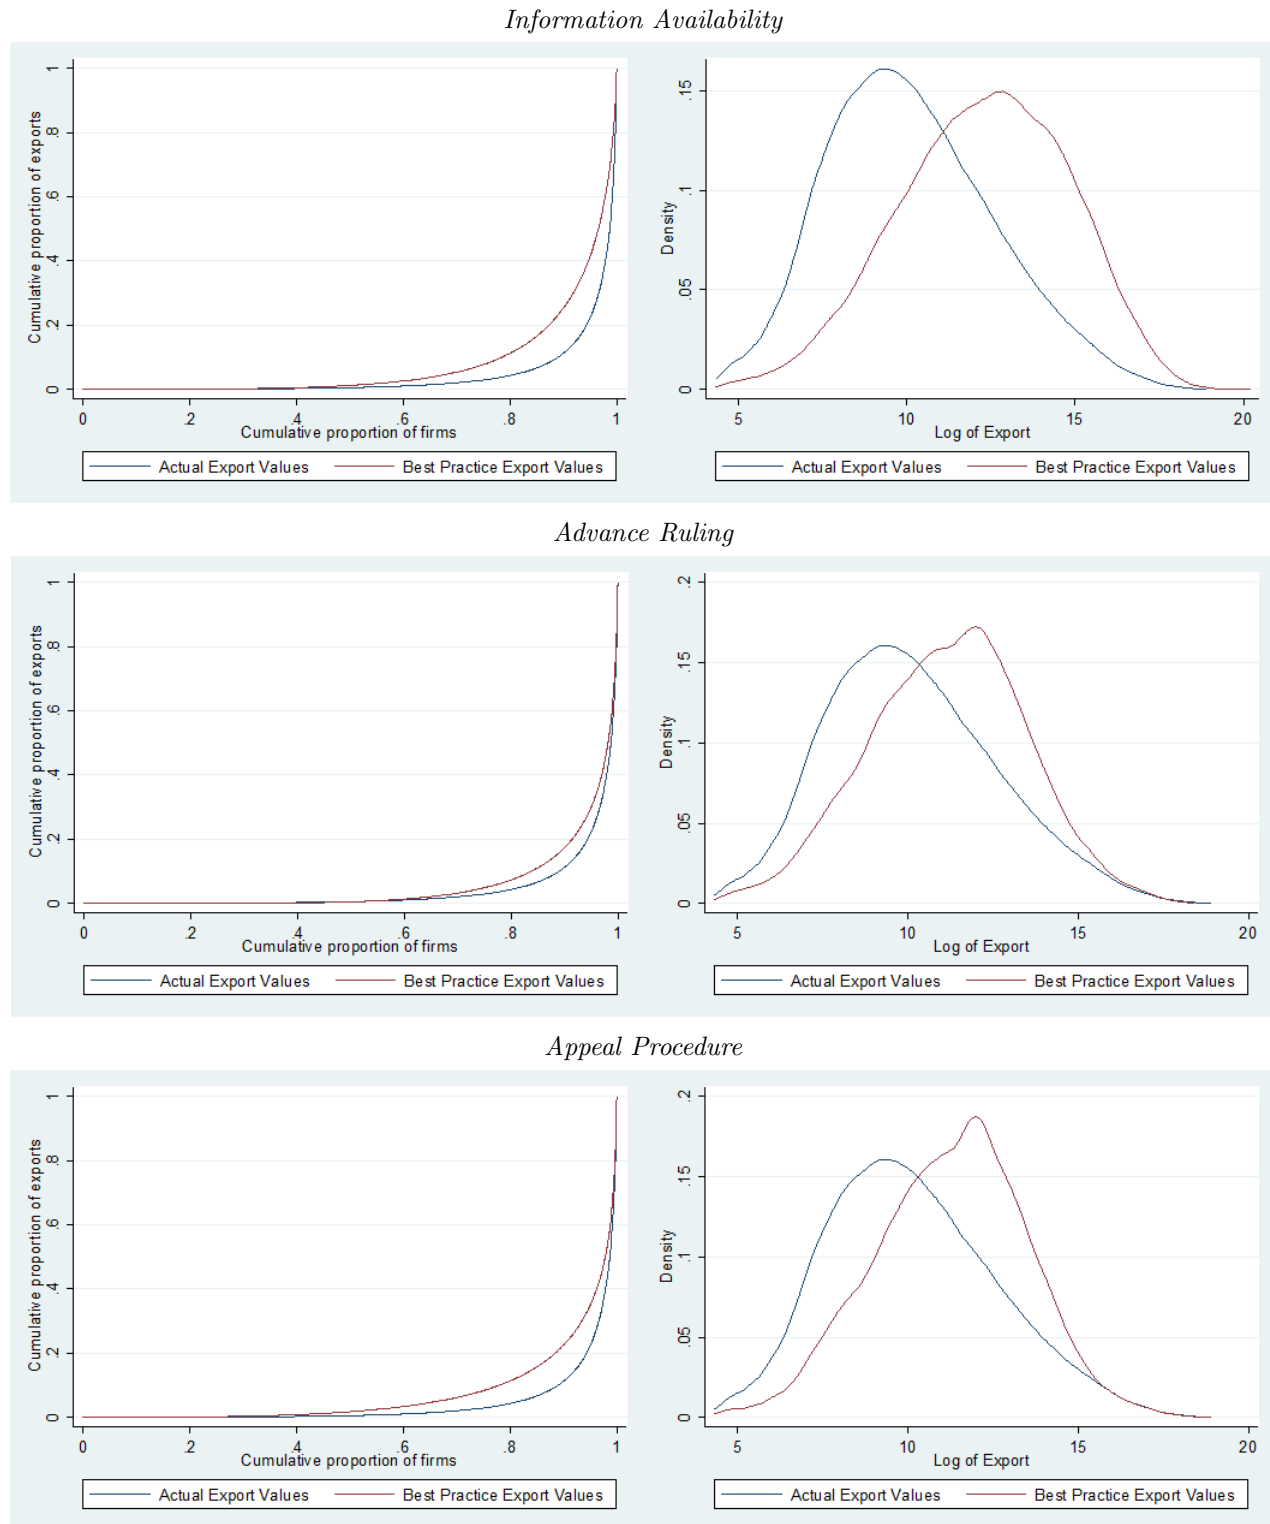 Information Availability
Cumulative proportion of exports
1
.8
.6
.4
.2
0
0 .2 .4 .6 .8 1
Cumulative proportion of firms
Actual Export Values Best Practice Export Values
Density
.15
.1
.05
0
5 10 15 20
Log of Export
Actual Export Values Best Practice Export Values
Advance Ruling
Cumulative proportion of exports
1
.8
.6
.4
.2
0
0 .2 .4 .6 .8 1
Cumulative proportion of firms
Actual Export Values Best Practice Export Values
Density
.2
.15
.1
.05
0
5 10 15 20
Log of Export
Actual Export Values Best Practice Export Values
Appeal Procedure
Cumulative proportion of exports
1
.8
.6
.4
.2
0
0 .2 .4 .6 .8 1
Cumulative proportion of firms
Actual Export Values Best Practice Export Values
Density
.2
.15
.1
.05
0
5 10 15 20
Log of Export
Actual Export Values Best Practice Export Values